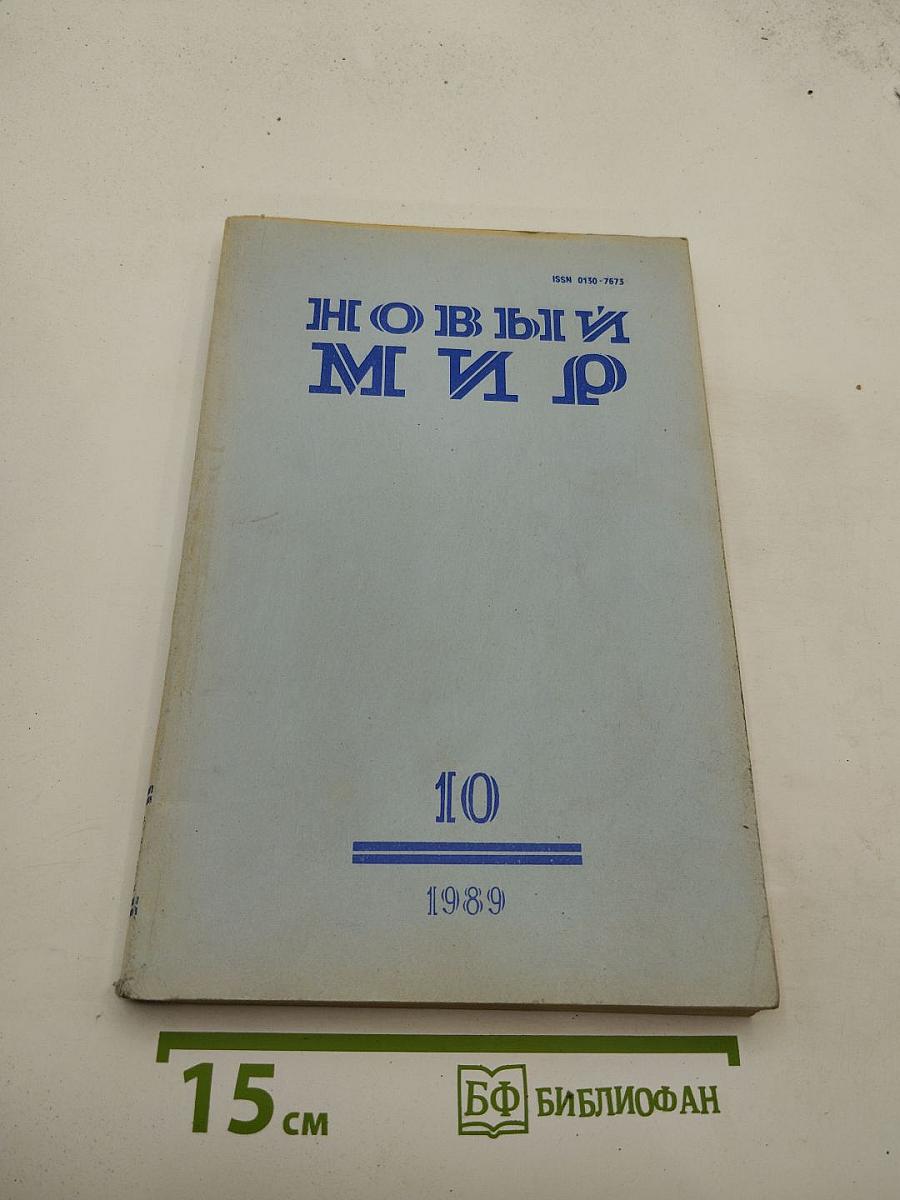 ISSN 0130-7673
НОВЫЙ
МИР
10
1989
15 см
БФ БИБЛИОФАН